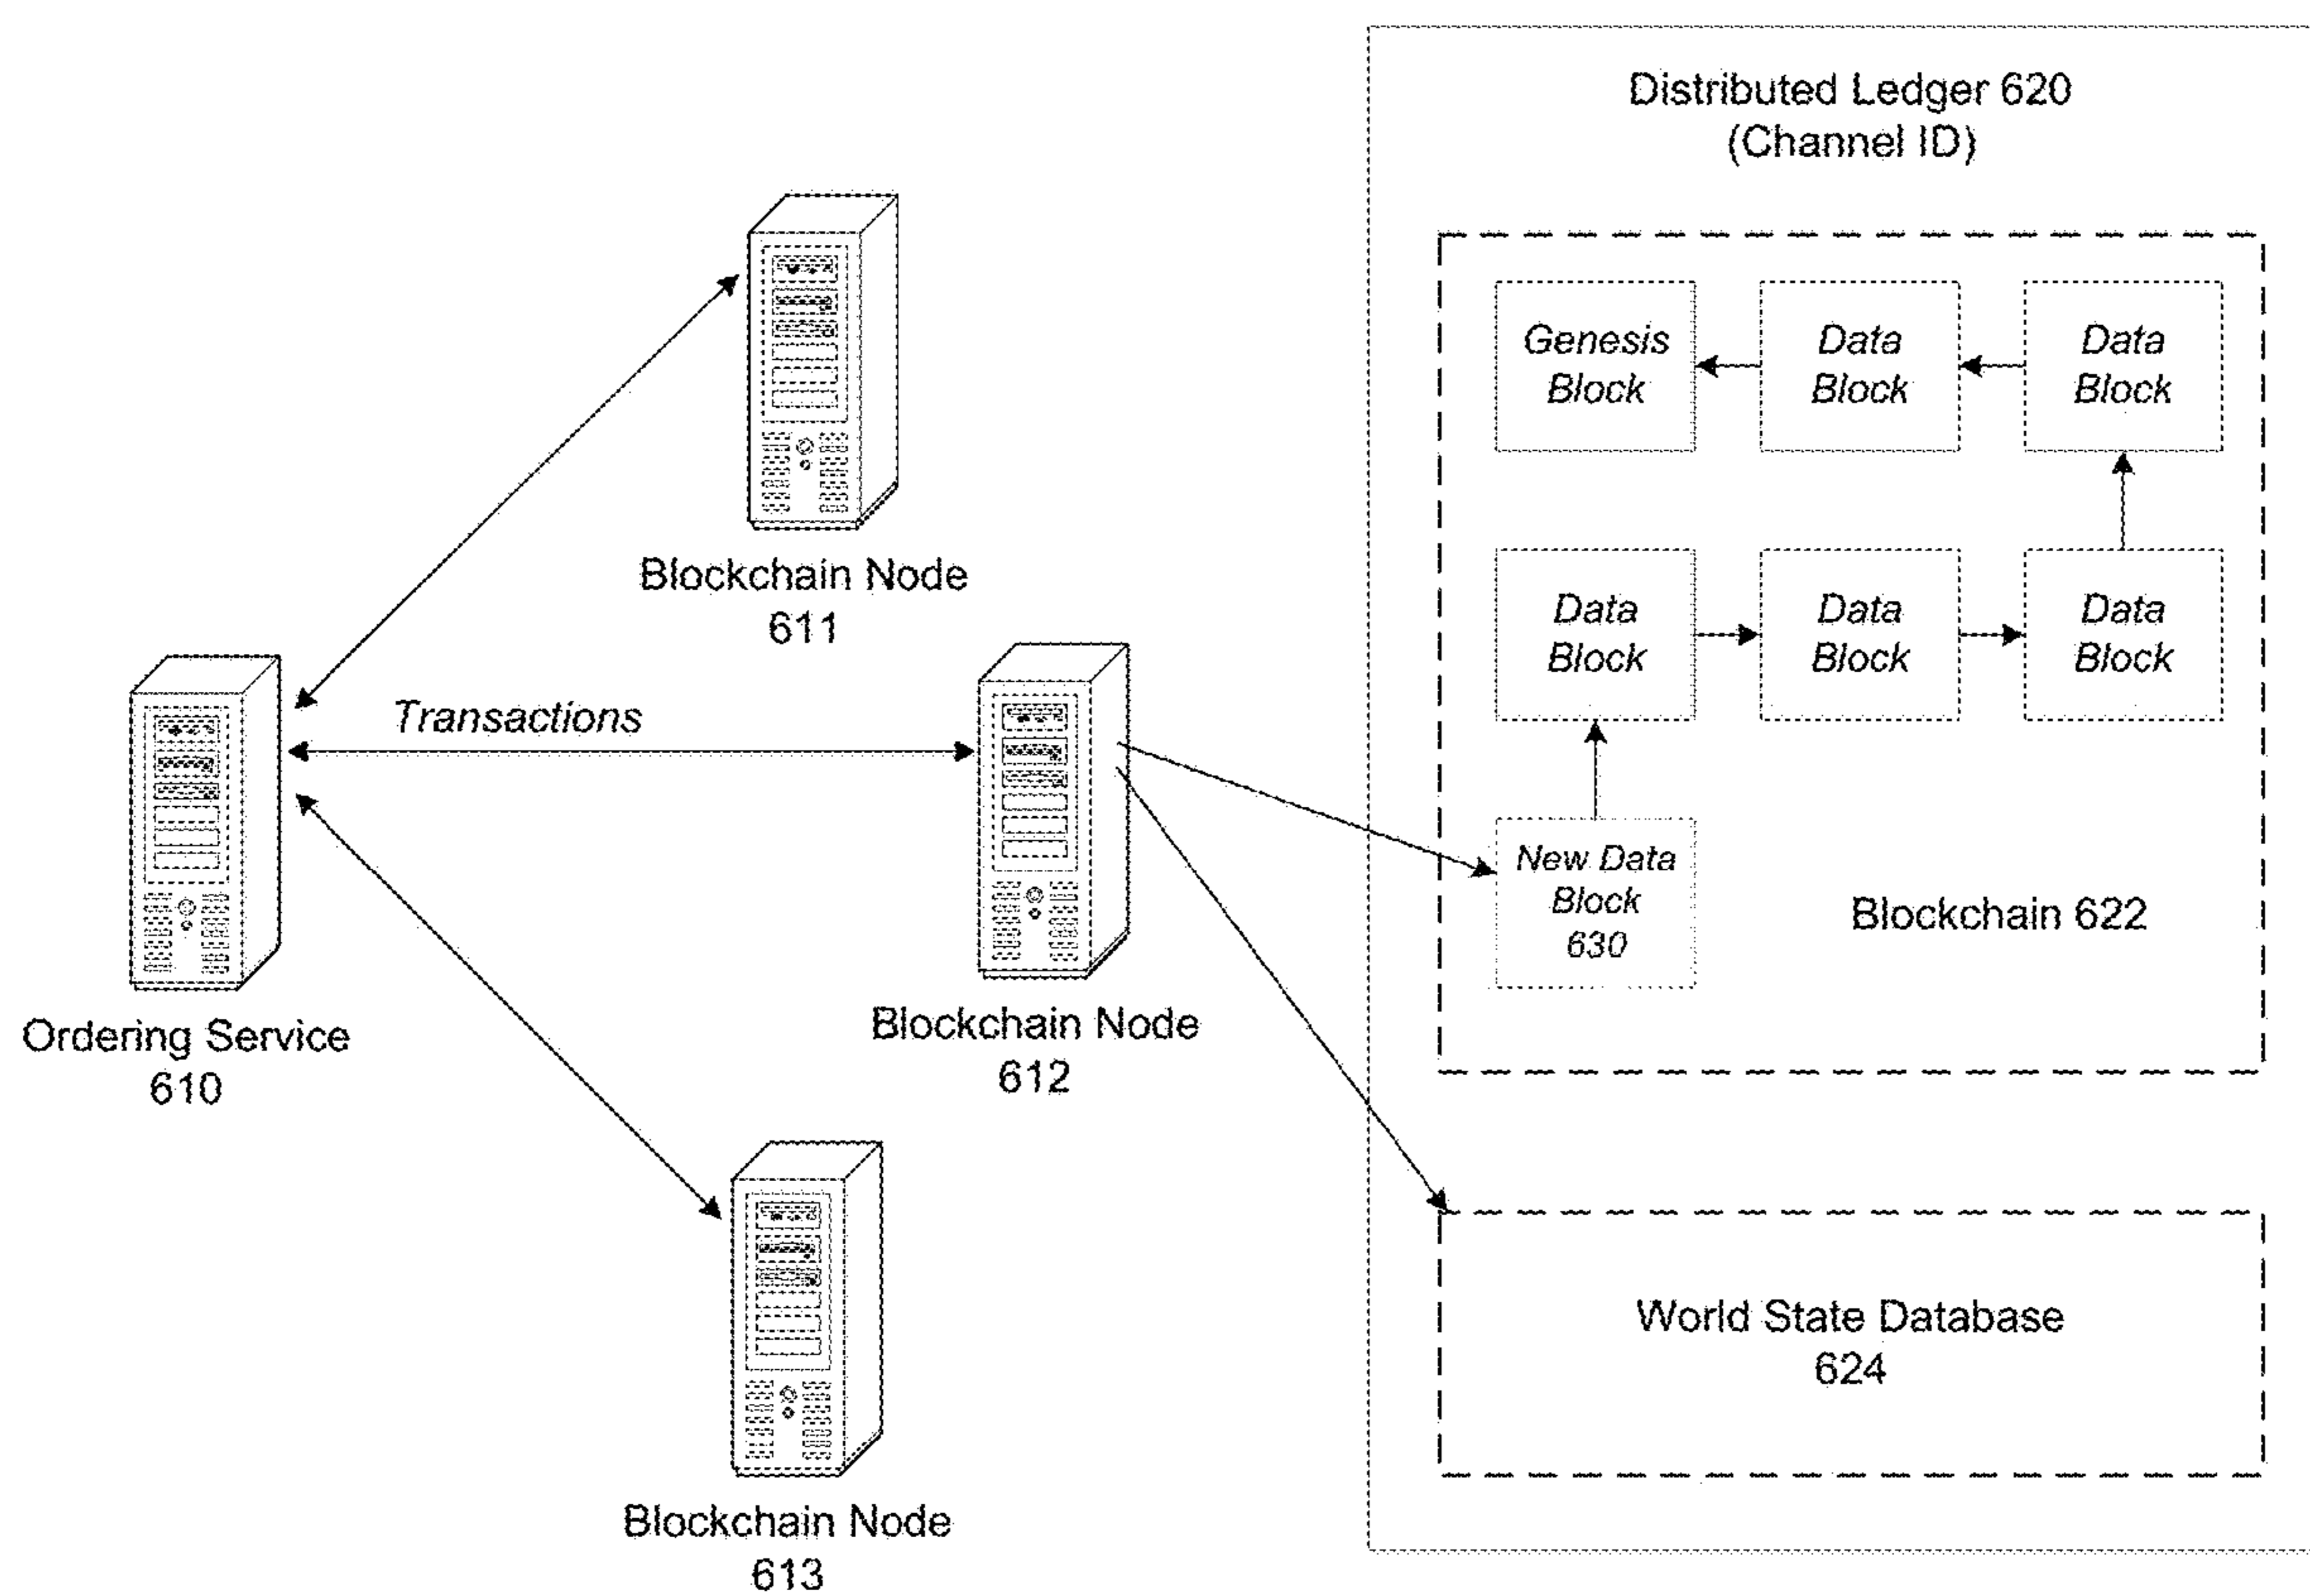 Distributed Ledger 620
(Channel ID)
Genesis
Block
Data
Block
Data
Block
Blockchain Node
611
Data
Block
Data
Block
Data
Block
Transactions
New Data
Block
630
Blockchain 622
Ordering Service
610
Blockchain Node
612
World State Database
624
Blockchain Node
613